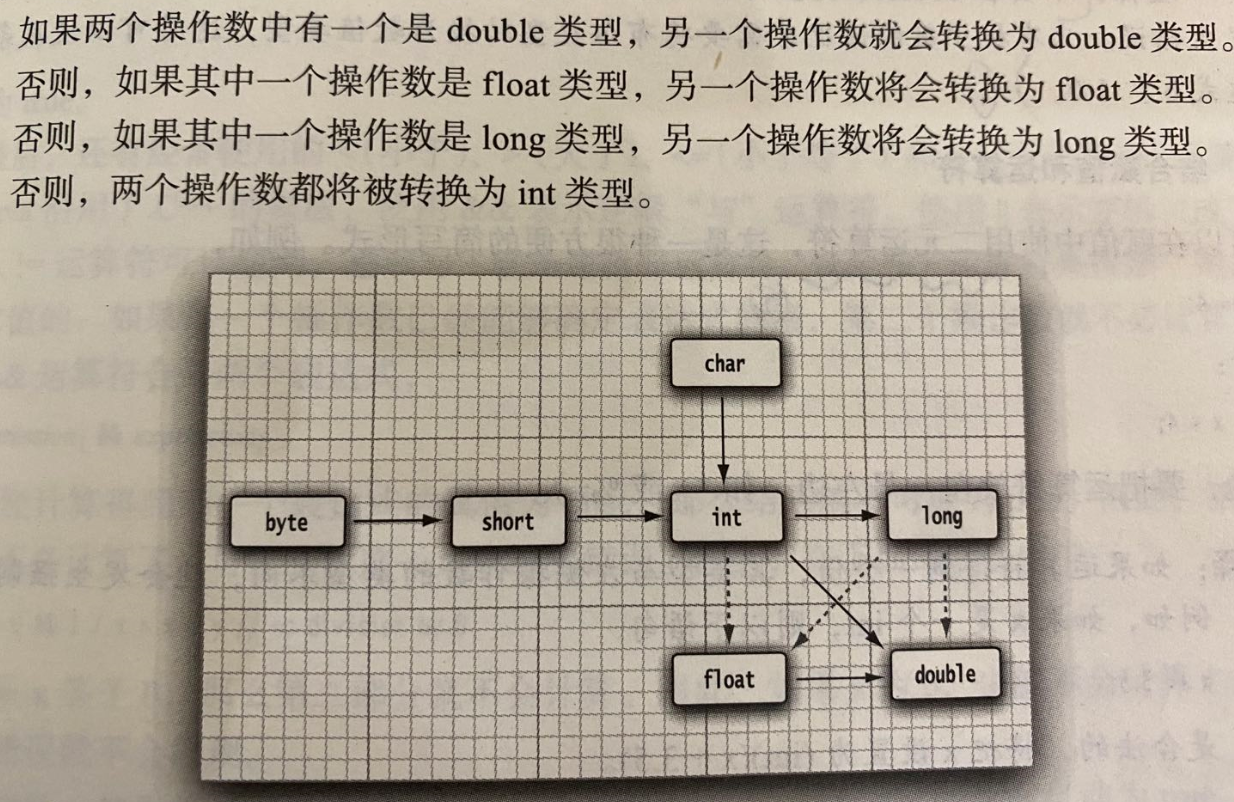 如果两个操作数中有一个是 double 类型，另一个操作数就会转换为 double 类型。
否则，如果其中一个操作数是 float 类型，另一个操作数将会转换为 float 类型。
否则，如果其中一个操作数是 long 类型，另一个操作数将会转换为 long 类型。
否则，两个操作数都将被转换为 int 类型。
char
byte
short
int
long
float
double